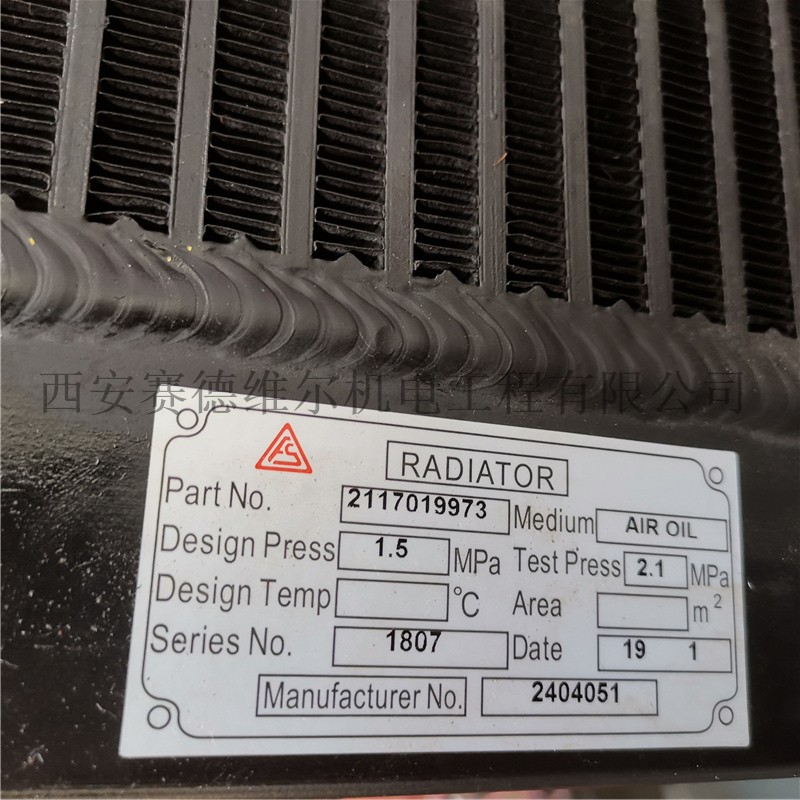 西安赛德维尔机电工程有限公司
RADIATOR
Part No. 2117019973 Medium AIR OIL
Design Press 1.5 MPa Test Press 2.1 MPa
Design Temp ℃ Area m²
Series No. 1807 Date 19 1
Manufacturer No. 2404051